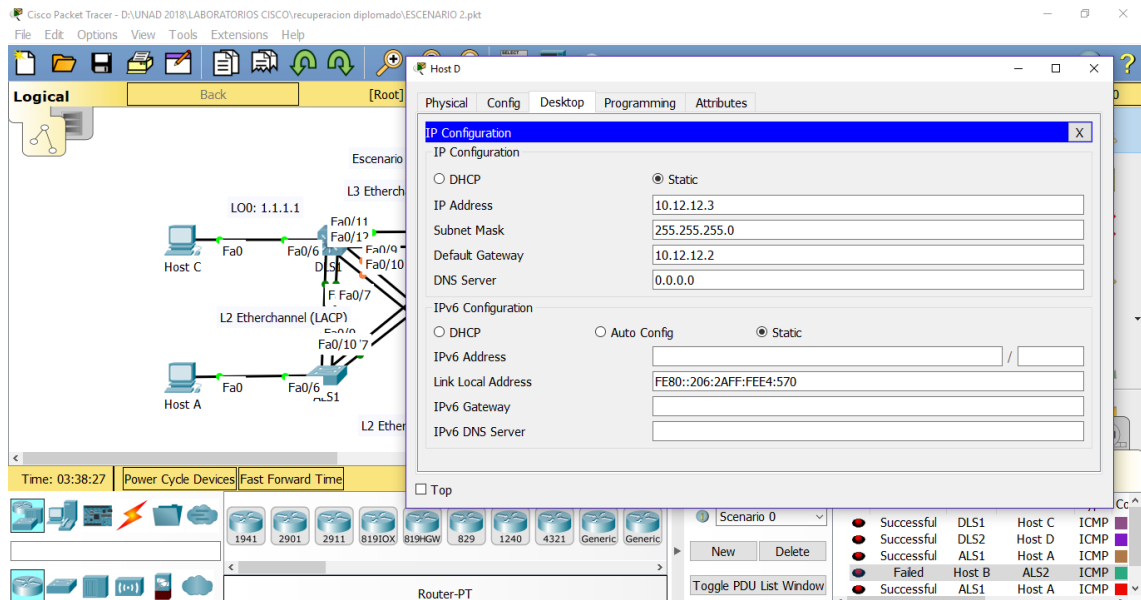 Cisco Packet Tracer - D:\UNAD 2018\LABORATORIOS CISCO\recuperacion diplomado\ESCENARIO 2.pkt
File Edit Options View Tools Extensions Help
Logical
Back
[Root]
Escenario
L3 Etherch
LO0: 1.1.1.1
Fa0/11
Fa0/12
Fa0/9
Fa0/10
Fa0
Fa0/6
Host C
DLS1
F Fa0/7
L2 Etherchannel (LACP)
Fa0/10 7
Fa0
Fa0/6
ALS1
Host A
L2 Ether
Host D
Physical Config Desktop Programming Attributes
IP Configuration X
IP Configuration
DHCP Static
IP Address 10.12.12.3
Subnet Mask 255.255.255.0
Default Gateway 10.12.12.2
DNS Server 0.0.0.0
IPv6 Configuration
DHCP Auto Config Static
IPv6 Address /
Link Local Address FE80::206:2AFF:FEE4:570
IPv6 Gateway
IPv6 DNS Server
Top
Time: 03:38:27 Power Cycle Devices Fast Forward Time
1941 2901 2911 819IOX 819HGW 829 1240 4321 Generic Generic
Router-PT
Scenario 0
New Delete
Toggle PDU List Window
Successful DLS1 Host C ICMP
Successful DLS2 Host D ICMP
Successful ALS1 Host A ICMP
Failed Host B ALS2 ICMP
Successful ALS1 Host A ICMP